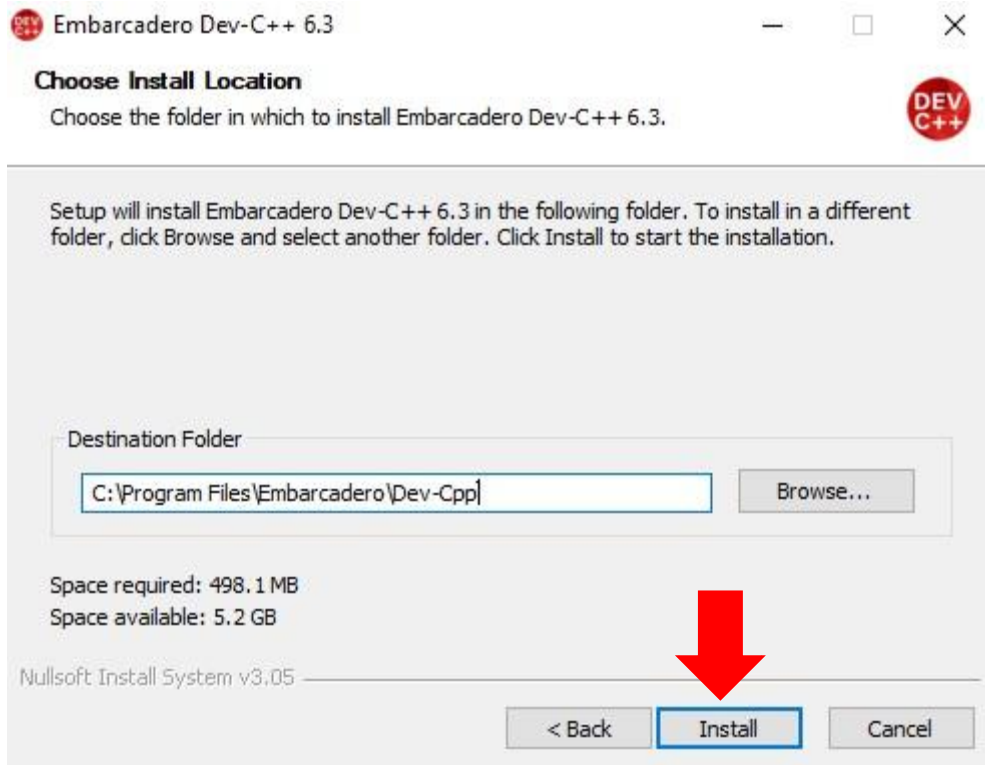 DEV C++ Embarcadero Dev-C++ 6.3
Choose Install Location
Choose the folder in which to install Embarcadero Dev-C++ 6.3.
DEV
C++
Setup will install Embarcadero Dev-C++ 6.3 in the following folder. To install in a different
folder, click Browse and select another folder. Click Install to start the installation.
Destination Folder
C:\Program Files\Embarcadero\Dev-Cpp
Browse...
Space required: 498.1 MB
Space available: 5.2 GB
Nullsoft Install System v3.05
< Back Install Cancel